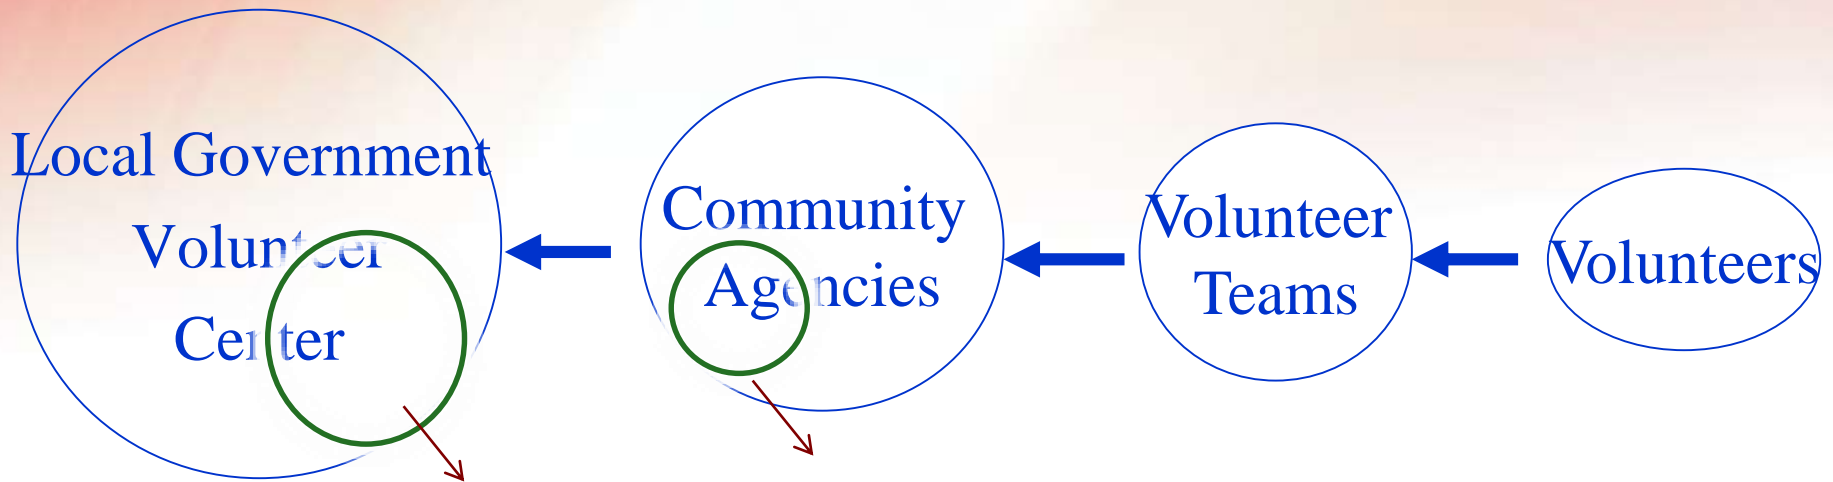 Local Government
Volunteer
Center
Community
Agencies
Volunteer
Teams
Volunteers